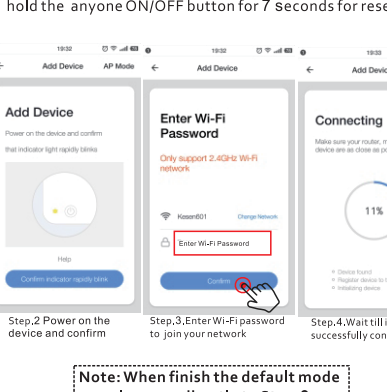 hold the anyone ON/OFF button for 7 seconds for rese
19:32
Add Device
AP Mode
Add Device
Power on the device and confirm
that indicator light rapidly blinks
Help
Confirm indicator rapidly blink
Step.2 Power on the
device and confirm
19:32
Add Device
Enter Wi-Fi
Password
Only support 2.4GHz Wi-Fi
network
Kesen601
Change Network
Enter Wi-Fi Password
Confirm
Step.3,Enter Wi-Fi password
to join your network
19:33
Add Devic
Connecting
Make sure your router, m
device are as close as po
11%
Device found
Register device to
Initializing device
Step.4,Wait till i
successfully con
Note: When finish the default mode